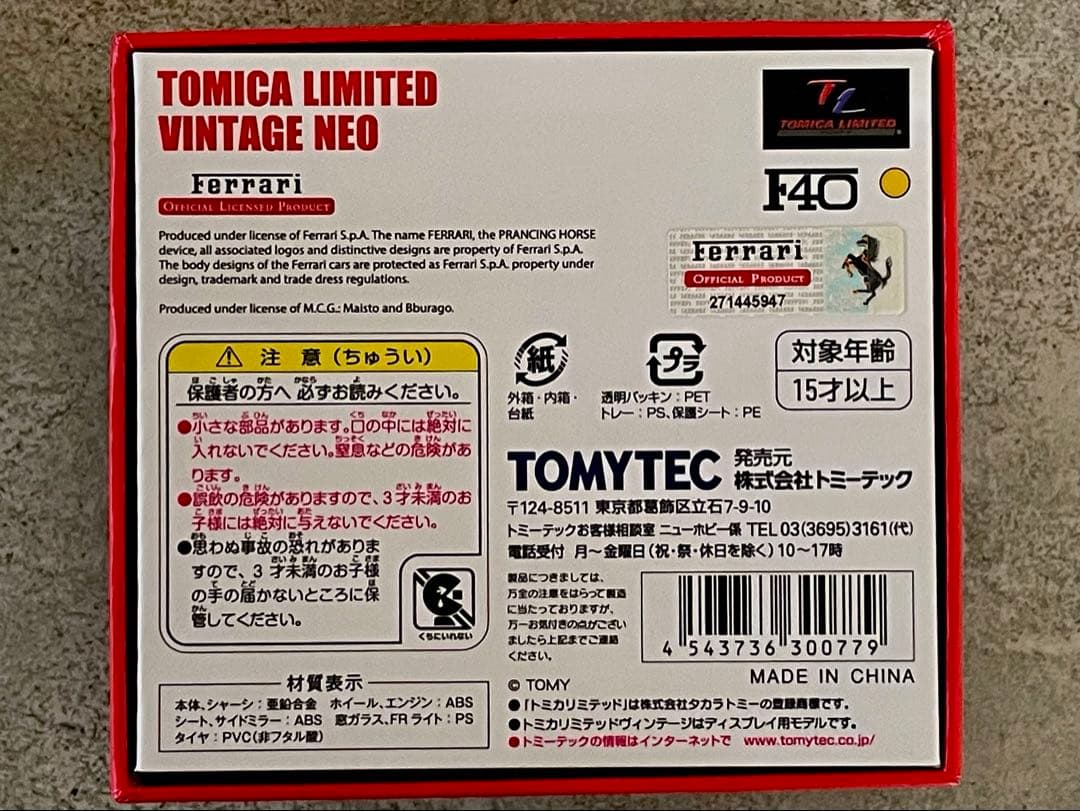 TOMICA LIMITED
VINTAGE NEO
TL
TOMICA LIMITED
F40
Ferrari
OFFICIAL LICENSED PRODUCT
Produced under license of Ferrari S.p.A. The name FERRARI, the PRANCING HORSE
device, all associated logos and distinctive designs are property of Ferrari S.p.A.
The body designs of the Ferrari cars are protected as Ferrari S.p.A. property under
design, trademark and trade dress regulations.
Produced under license of M.C.G.: Maisto and Bburago.
Ferrari
OFFICIAL PRODUCT
271445947
注 意(ちゅうい)
保護者の方へ 必ずお読みください。
●小さな部品があります。口の中には絶対に
入れないでください。窒息などの危険があ
ります。
●誤飲の危険がありますので、3才未満のお
子様には絶対に与えないでください。
●思わぬ事故の恐れがありま
すので、3才未満のお子様
の手の届かないところに保
管してください。
くちにいれない
紙
外箱・内箱・
台紙
プラ
透明パッキン:PET
トレー:PS、保護シート:PE
対象年齢
15才以上
TOMYTEC
発売元
株式会社トミーテック
〒124-8511 東京都葛飾区立石7-9-10
トミーテックお客様相談室 ニューホビー係 TEL 03(3695)3161(代)
電話受付 月~金曜日(祝・祭・休日を除く)10~17時
製品につきましては、
万全の注意をはらって製造
に当たっておりますが、
万一お気付きの点がござい
ましたら上記までご連絡
ください。
4 543736 300779
MADE IN CHINA
材質表示
本体、シャーシ:亜鉛合金 ホイール、エンジン:ABS
シート、サイドミラー:ABS 窓ガラス、FRライト:PS
タイヤ:PVC(非フタル酸)
© TOMY
●「トミカリミテッド」は株式会社タカラトミーの登録商標です。
●トミカリミテッドヴィンテージはディスプレイ用モデルです。
●トミーテックの情報はインターネットで www.tomytec.co.jp/